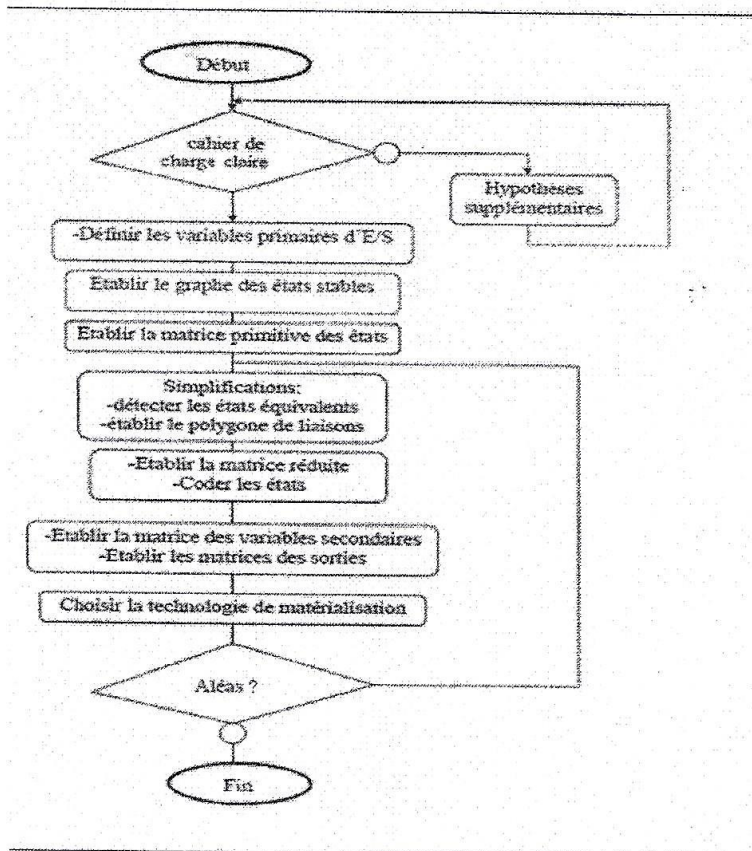 Début
cahier de
charge claire
Hypothèses
supplémentaires
-Définir les variables primaires d'E/S
Etablir le graphe des états stables
Etablir la matrice primitive des états
Simplifications:
-détecter les états équivalents
-établir le polygone de liaisons
-Etablir la matrice réduite
-Coder les états
-Etablir la matrice des variables secondaires
-Etablir les matrices des sorties
Choisir la technologie de matérialisation
Aléas ?
Fin